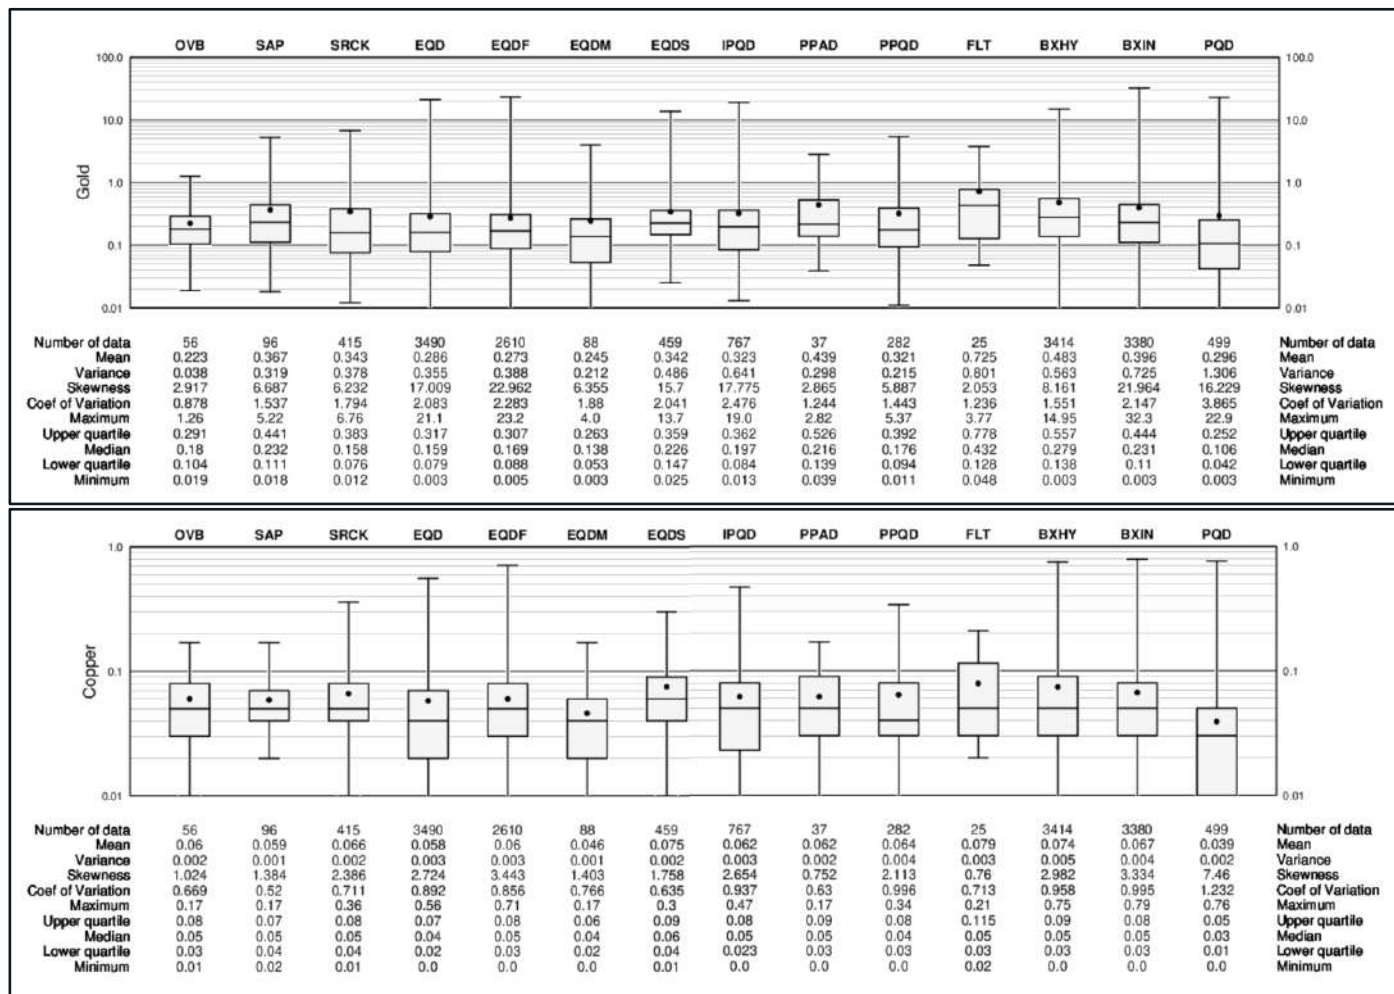 OVB SAP SRCK EQD EQDF EQDM EQDS IPQD PPAD PPQD FLT BXHY BXIN PQD
100.0 100.0
10.0 10.0
Gold
1.0 1.0
0.1 0.1
0.01 0.01
Number of data 56 96 415 3490 2610 88 459 767 37 282 25 3414 3380 499 Number of data
Mean 0.223 0.367 0.343 0.286 0.273 0.245 0.342 0.323 0.439 0.321 0.725 0.483 0.396 0.296 Mean
Variance 0.038 0.319 0.378 0.355 0.388 0.212 0.486 0.641 0.298 0.215 0.801 0.563 0.725 1.306 Variance
Skewness 2.917 6.687 6.232 17.009 22.962 6.355 15.7 17.775 2.865 5.887 2.053 8.161 21.964 16.229 Skewness
Coef of Variation 0.878 1.537 1.794 2.083 2.283 1.88 2.041 2.476 1.244 1.443 1.236 1.551 2.147 3.865 Coef of Variation
Maximum 1.26 5.22 6.76 21.1 23.2 4.0 13.7 19.0 2.82 5.37 3.77 14.95 32.3 22.9 Maximum
Upper quartile 0.291 0.441 0.383 0.317 0.307 0.263 0.359 0.362 0.526 0.392 0.778 0.557 0.444 0.252 Upper quartile
Median 0.18 0.232 0.158 0.159 0.169 0.138 0.226 0.197 0.216 0.176 0.432 0.279 0.231 0.106 Median
Lower quartile 0.104 0.111 0.076 0.079 0.088 0.053 0.147 0.084 0.139 0.094 0.128 0.138 0.11 0.042 Lower quartile
Minimum 0.019 0.018 0.012 0.003 0.005 0.003 0.025 0.013 0.039 0.011 0.048 0.003 0.003 0.003 Minimum
OVB SAP SRCK EQD EQDF EQDM EQDS IPQD PPAD PPQD FLT BXHY BXIN PQD
1.0 1.0
Copper
0.1 0.1
0.01 0.01
Number of data 56 96 415 3490 2610 88 459 767 37 282 25 3414 3380 499 Number of data
Mean 0.06 0.059 0.066 0.058 0.06 0.046 0.075 0.062 0.062 0.064 0.079 0.074 0.067 0.039 Mean
Variance 0.002 0.001 0.002 0.003 0.003 0.001 0.002 0.003 0.002 0.004 0.003 0.005 0.004 0.002 Variance
Skewness 1.024 1.384 2.386 2.724 3.443 1.403 1.758 2.654 0.752 2.113 0.76 2.982 3.334 7.46 Skewness
Coef of Variation 0.669 0.52 0.711 0.892 0.856 0.766 0.635 0.937 0.63 0.996 0.713 0.958 0.995 1.232 Coef of Variation
Maximum 0.17 0.17 0.36 0.56 0.71 0.17 0.3 0.47 0.17 0.34 0.21 0.75 0.79 0.76 Maximum
Upper quartile 0.08 0.07 0.08 0.07 0.08 0.06 0.09 0.08 0.09 0.08 0.115 0.09 0.08 0.05 Upper quartile
Median 0.05 0.05 0.05 0.04 0.05 0.04 0.06 0.05 0.05 0.04 0.05 0.05 0.05 0.03 Median
Lower quartile 0.03 0.04 0.04 0.02 0.03 0.02 0.04 0.023 0.03 0.03 0.03 0.03 0.03 0.01 Lower quartile
Minimum 0.01 0.02 0.01 0.0 0.0 0.0 0.01 0.0 0.0 0.0 0.02 0.0 0.0 0.0 Minimum